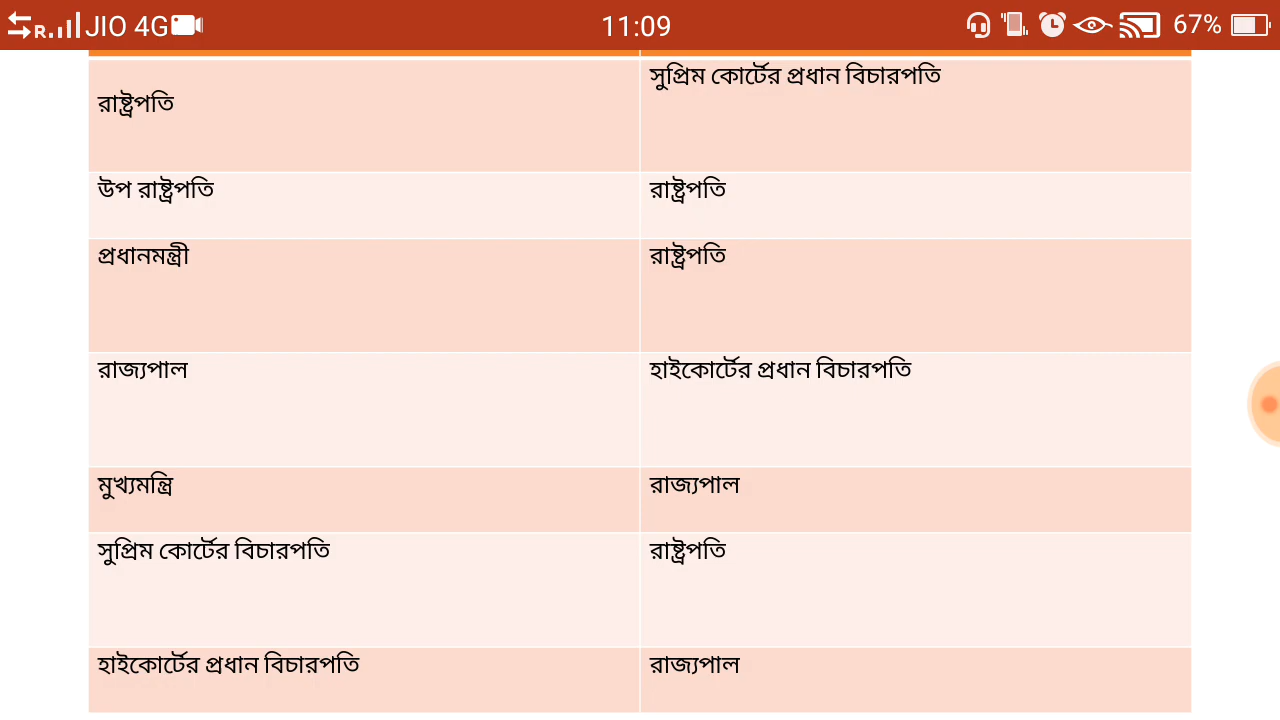 R JIO 4G 11:09 67%
রাষ্ট্রপতি
সুপ্রিম কোর্টের প্রধান বিচারপতি
উপ রাষ্ট্রপতি
রাষ্ট্রপতি
প্রধানমন্ত্রী
রাষ্ট্রপতি
রাজ্যপাল
হাইকোর্টের প্রধান বিচারপতি
মুখ্যমন্ত্রি
রাজ্যপাল
সুপ্রিম কোর্টের বিচারপতি
রাষ্ট্রপতি
হাইকোর্টের প্রধান বিচারপতি
রাজ্যপাল